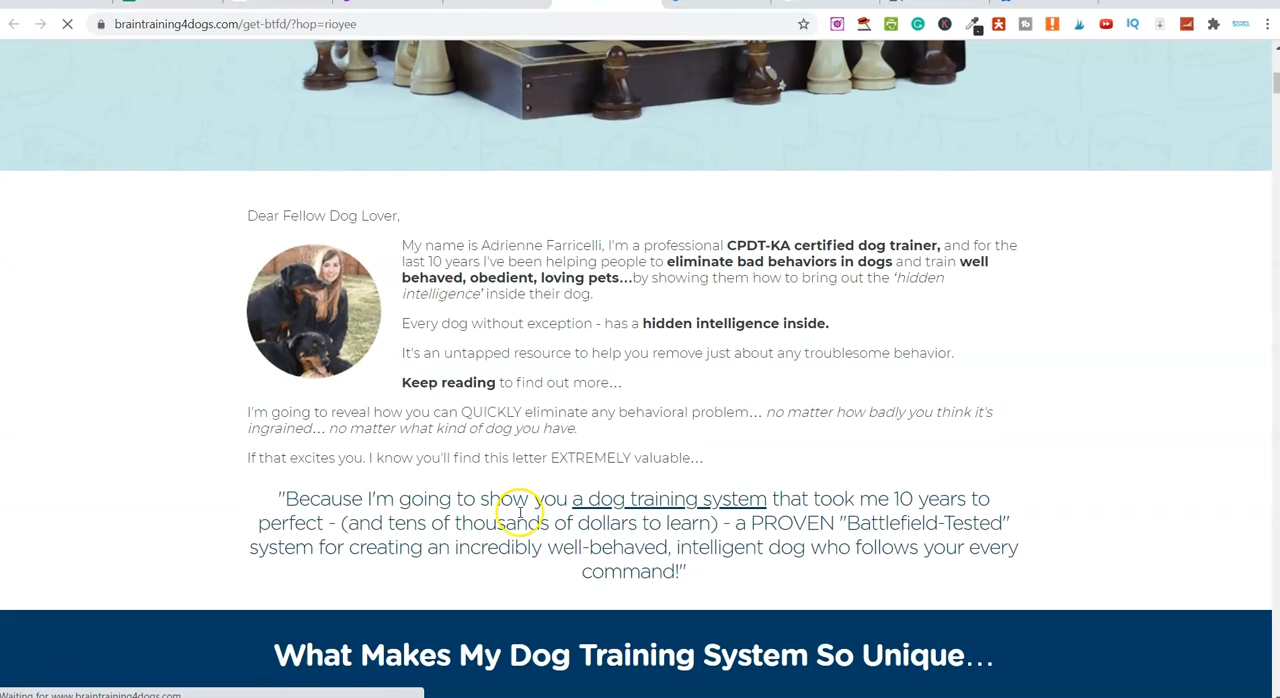 braintraining4dogs.com/get-btfd/?hop=rioyee
Dear Fellow Dog Lover,
My name is Adrienne Farricelli, I'm a professional CPDT-KA certified dog trainer, and for the
last 10 years I've been helping people to eliminate bad behaviors in dogs and train well
behaved, obedient, loving pets…by showing them how to bring out the ‘hidden
intelligence’ inside their dog.
Every dog without exception - has a hidden intelligence inside.
It's an untapped resource to help you remove just about any troublesome behavior.
Keep reading to find out more…
I'm going to reveal how you can QUICKLY eliminate any behavioral problem… no matter how badly you think it's
ingrained… no matter what kind of dog you have.
If that excites you. I know you'll find this letter EXTREMELY valuable…
"Because I'm going to show you a dog training system that took me 10 years to
perfect - (and tens of thousands of dollars to learn) - a PROVEN "Battlefield-Tested"
system for creating an incredibly well-behaved, intelligent dog who follows your every
command!"
What Makes My Dog Training System So Unique…
Waiting for www.braintraining4dogs.com